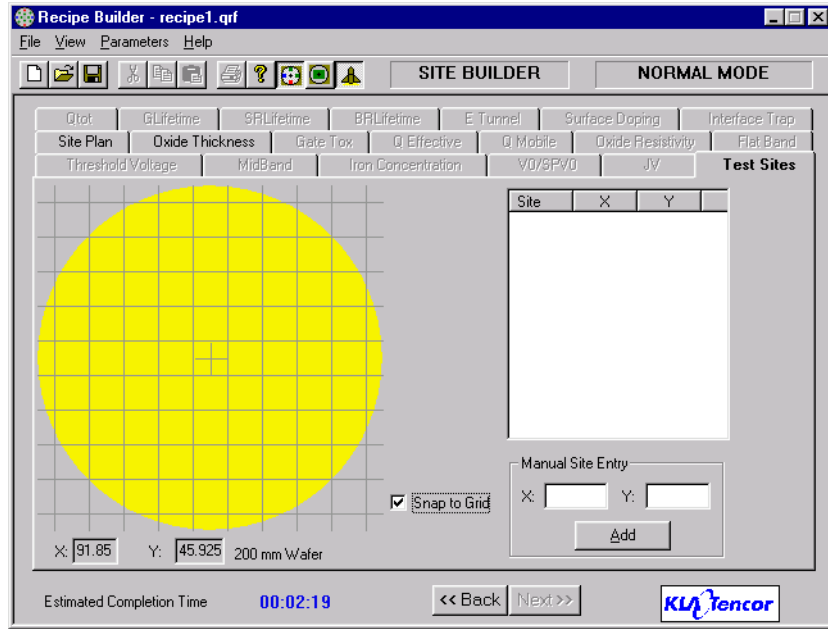 Recipe Builder - recipe1.qrf
File View Parameters Help
SITE BUILDER NORMAL MODE
Qtot GLifetime SRLifetime BRLifetime E Tunnel Surface Doping Interface Trap
Site Plan Oxide Thickness Gate Tox Q Effective Q Mobile Oxide Resistivity Flat Band
Threshold Voltage MidBand Iron Concentration V0/SPV0 JV Test Sites
Site X Y
Manual Site Entry
Snap to Grid X: Y:
Add
X: 91.85 Y: 45.925 200 mm Wafer
Estimated Completion Time 00:02:19 << Back Next >> KLA Tencor